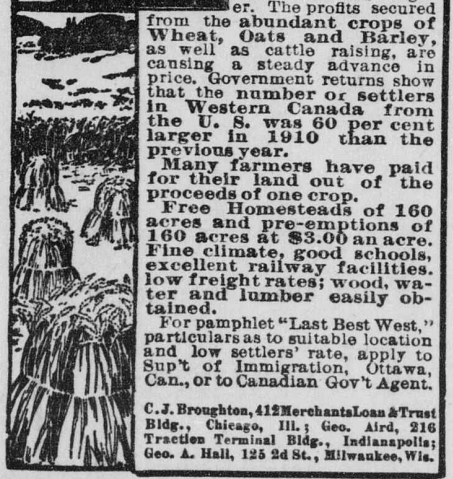 er. The profits secured
from the abundant crops of
Wheat, Oats and Barley,
as well as cattle raising, are
causing a steady advance in
price. Government returns show
that the number of settlers
in Western Canada from
the U. S. was 60 per cent
larger in 1910 than the
previous year.
Many farmers have paid
for their land out of the
proceeds of one crop.
Free Homesteads of 160
acres and pre-emptions of
160 acres at $3.00 an acre.
Fine climate, good schools,
excellent railway facilities.
low freight rates; wood, wa-
ter and lumber easily ob-
tained.
For pamphlet "Last Best West,"
particulars as to suitable location
and low settlers' rate, apply to
Sup't of Immigration, Ottawa,
Can., or to Canadian Gov't Agent.
C. J. Broughton, 412 Merchants Loan & Trust
Bldg., Chicago, Ill.; Geo. Aird, 216
Traction Terminal Bldg., Indianapolis;
Geo. A. Hall, 125 2d St., Milwaukee, Wis.